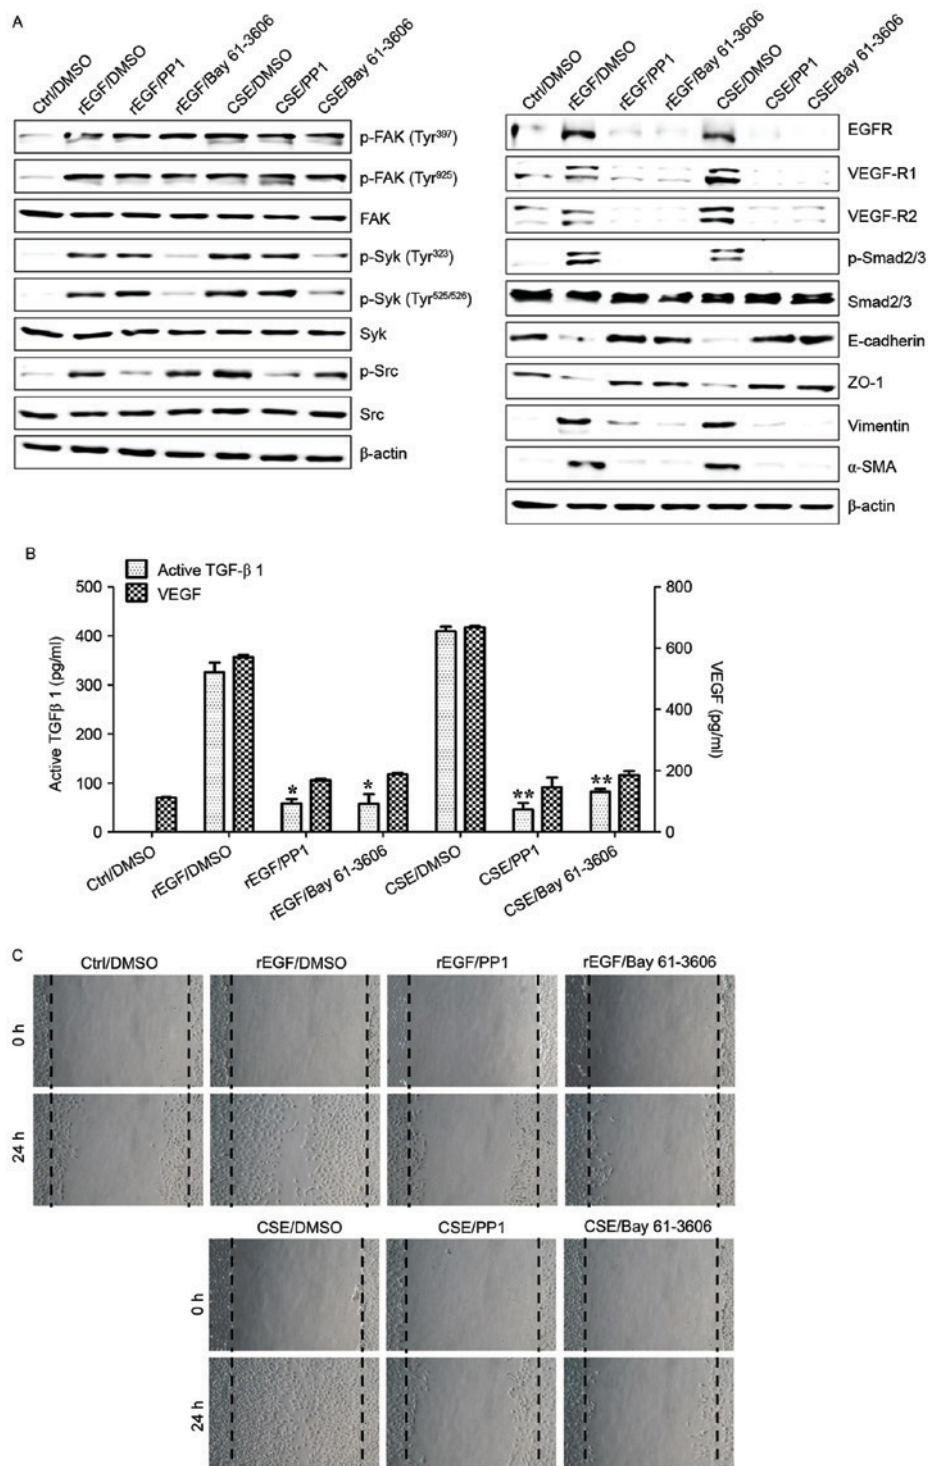 A
Ctrl/DMSO
rEGF/DMSO
rEGF/PP1
rEGF/Bay 61-3606
CSE/DMSO
CSE/PP1
CSE/Bay 61-3606
p-FAK (Tyr³⁹⁷)
p-FAK (Tyr⁹²⁵)
FAK
p-Syk (Tyr³²³)
p-Syk (Tyr⁵²⁵/⁵²⁶)
Syk
p-Src
Src
β-actin
Ctrl/DMSO
rEGF/DMSO
rEGF/PP1
rEGF/Bay 61-3606
CSE/DMSO
CSE/PP1
CSE/Bay 61-3606
EGFR
VEGF-R1
VEGF-R2
p-Smad2/3
Smad2/3
E-cadherin
ZO-1
Vimentin
α-SMA
β-actin
B
Active TGF-β 1
VEGF
Active TGFβ 1 (pg/ml)
500
400
300
200
100
0
* * ** **
800
600
400
200
0
VEGF (pg/ml)
Ctrl/DMSO
rEGF/DMSO
rEGF/PP1
rEGF/Bay 61-3606
CSE/DMSO
CSE/PP1
CSE/Bay 61-3606
C
Ctrl/DMSO rEGF/DMSO rEGF/PP1 rEGF/Bay 61-3606
0 h
24 h
CSE/DMSO CSE/PP1 CSE/Bay 61-3606
0 h
24 h